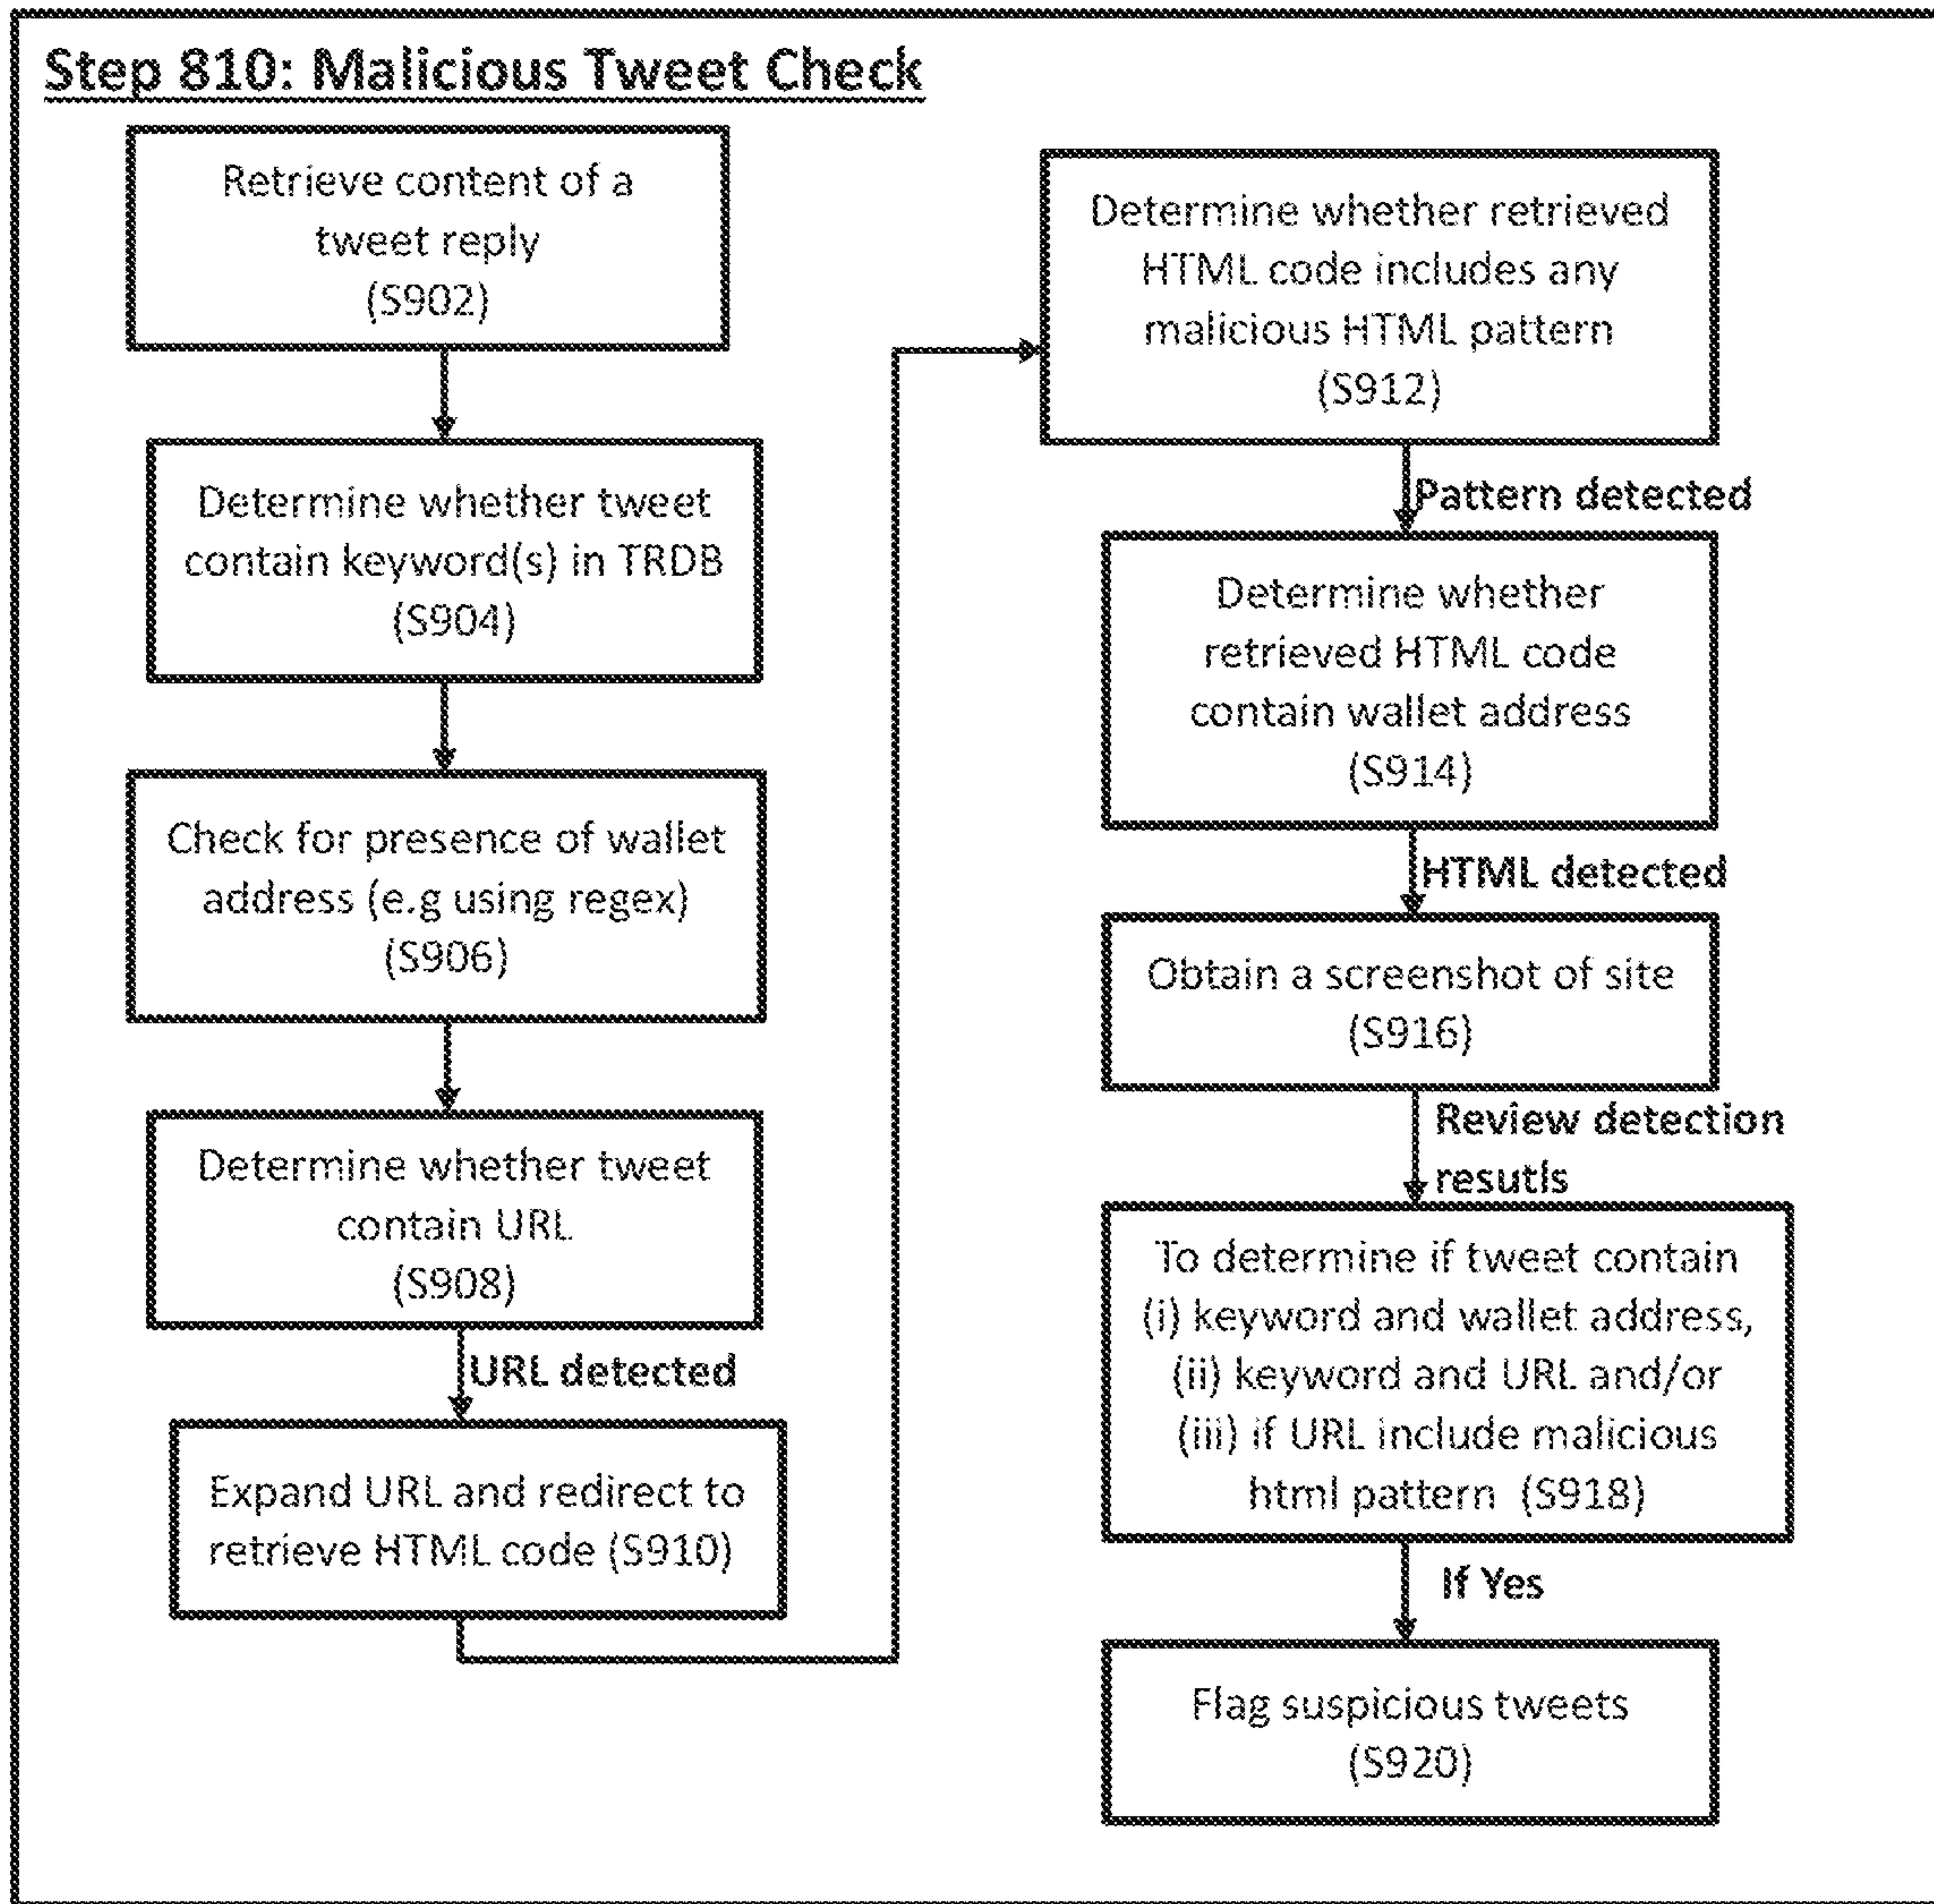 Step 810: Malicious Tweet Check
Retrieve content of a
tweet reply
(S902)
Determine whether tweet
contain keyword(s) in TRDB
(S904)
Check for presence of wallet
address (e.g using regex)
(S906)
Determine whether tweet
contain URL
(S908)
URL detected
Expand URL and redirect to
retrieve HTML code (S910)
Determine whether retrieved
HTML code includes any
malicious HTML pattern
(S912)
Pattern detected
Determine whether
retrieved HTML code
contain wallet address
(S914)
HTML detected
Obtain a screenshot of site
(S916)
Review detection
resutls
To determine if tweet contain
(i) keyword and wallet address,
(ii) keyword and URL and/or
(iii) if URL include malicious
html pattern (S918)
If Yes
Flag suspicious tweets
(S920)